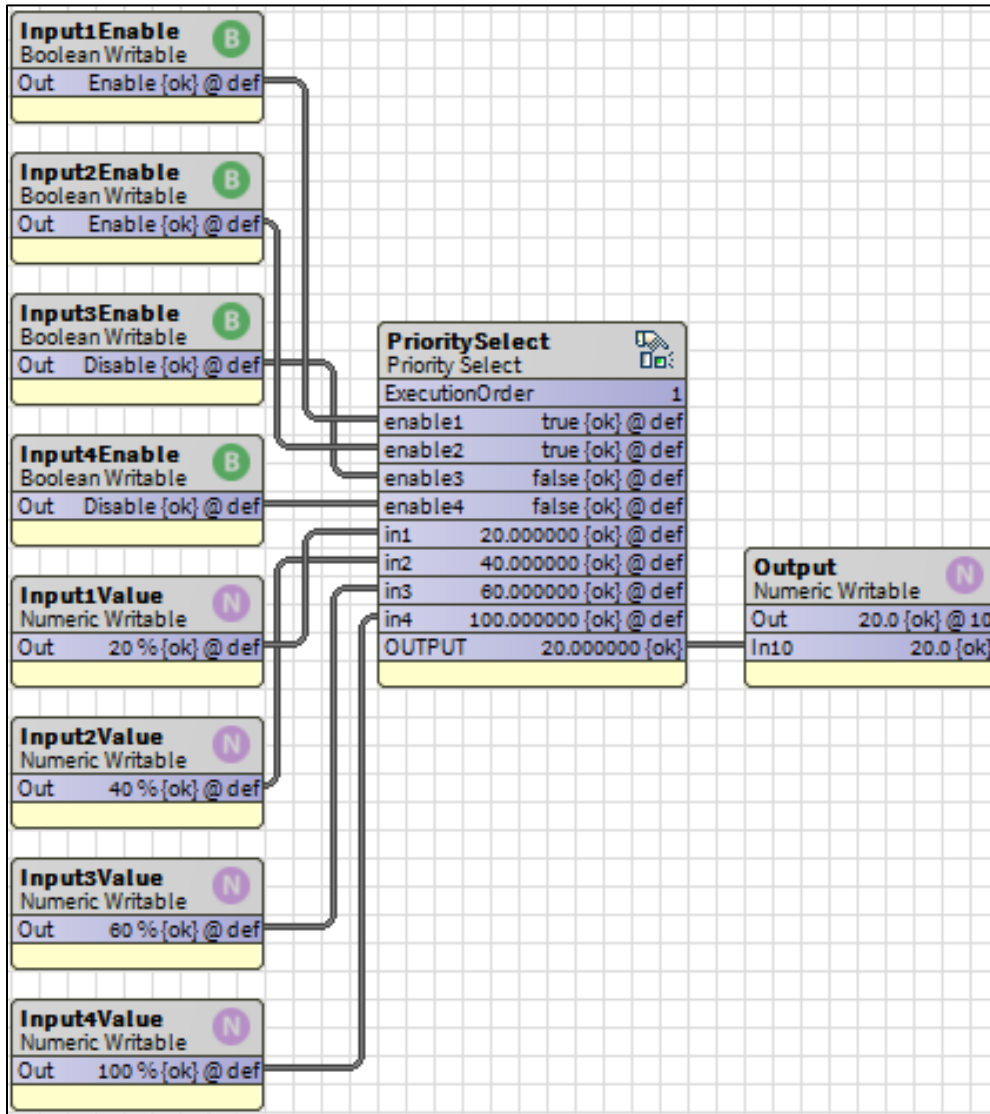 Input1Enable B
Boolean Writable
Out Enable {ok} @ def
Input2Enable B
Boolean Writable
Out Enable {ok} @ def
Input3Enable B
Boolean Writable
Out Disable {ok} @ def
Input4Enable B
Boolean Writable
Out Disable {ok} @ def
Input1Value N
Numeric Writable
Out 20 % {ok} @ def
Input2Value N
Numeric Writable
Out 40 % {ok} @ def
Input3Value N
Numeric Writable
Out 60 % {ok} @ def
Input4Value N
Numeric Writable
Out 100 % {ok} @ def
PrioritySelect
Priority Select
ExecutionOrder 1
enable1 true {ok} @ def
enable2 true {ok} @ def
enable3 false {ok} @ def
enable4 false {ok} @ def
in1 20.000000 {ok} @ def
in2 40.000000 {ok} @ def
in3 60.000000 {ok} @ def
in4 100.000000 {ok} @ def
OUTPUT 20.000000 {ok}
Output N
Numeric Writable
Out 20.0 {ok} @ 10
In10 20.0 {ok}